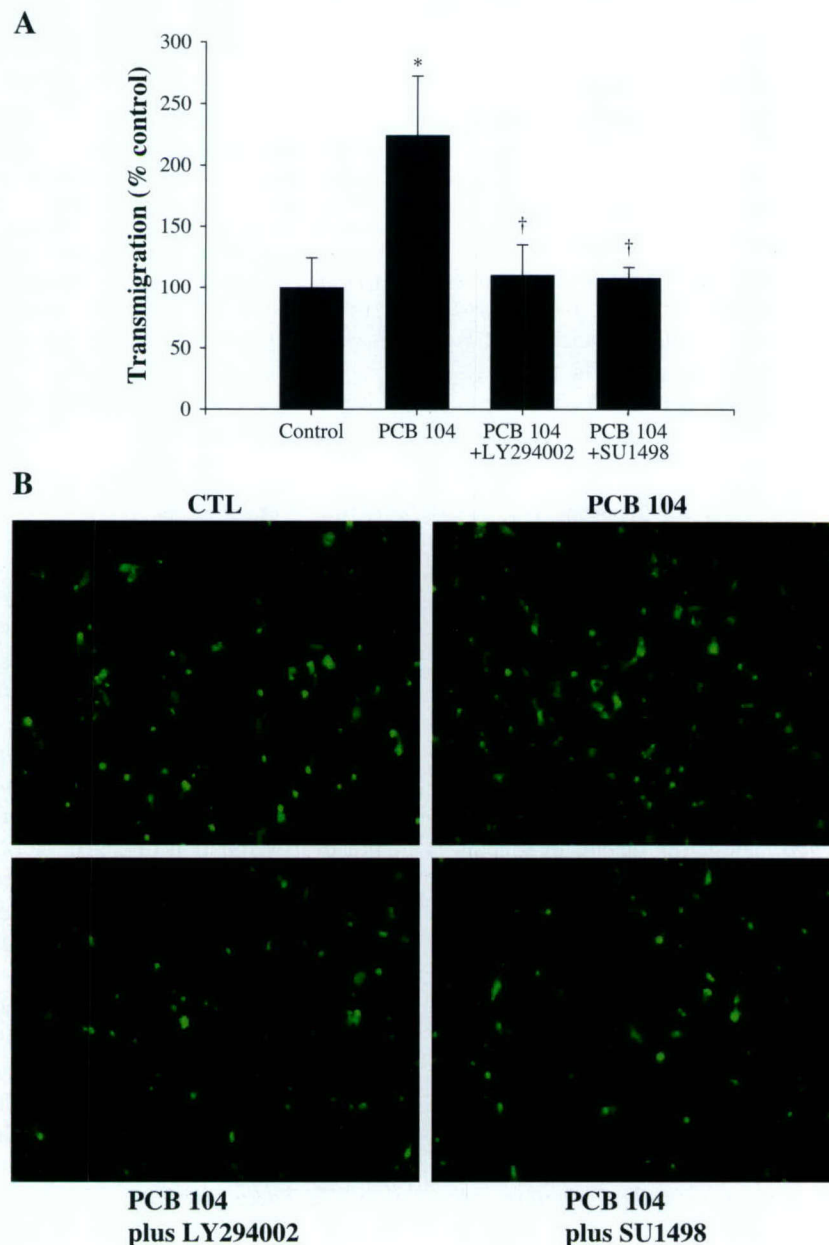 A
Transmigration (% control)
300
250
200
150
100
50
0
*
†
†
Control
PCB 104
PCB 104
+LY294002
PCB 104
+SU1498
B
CTL
PCB 104
PCB 104
plus LY294002
PCB 104
plus SU1498